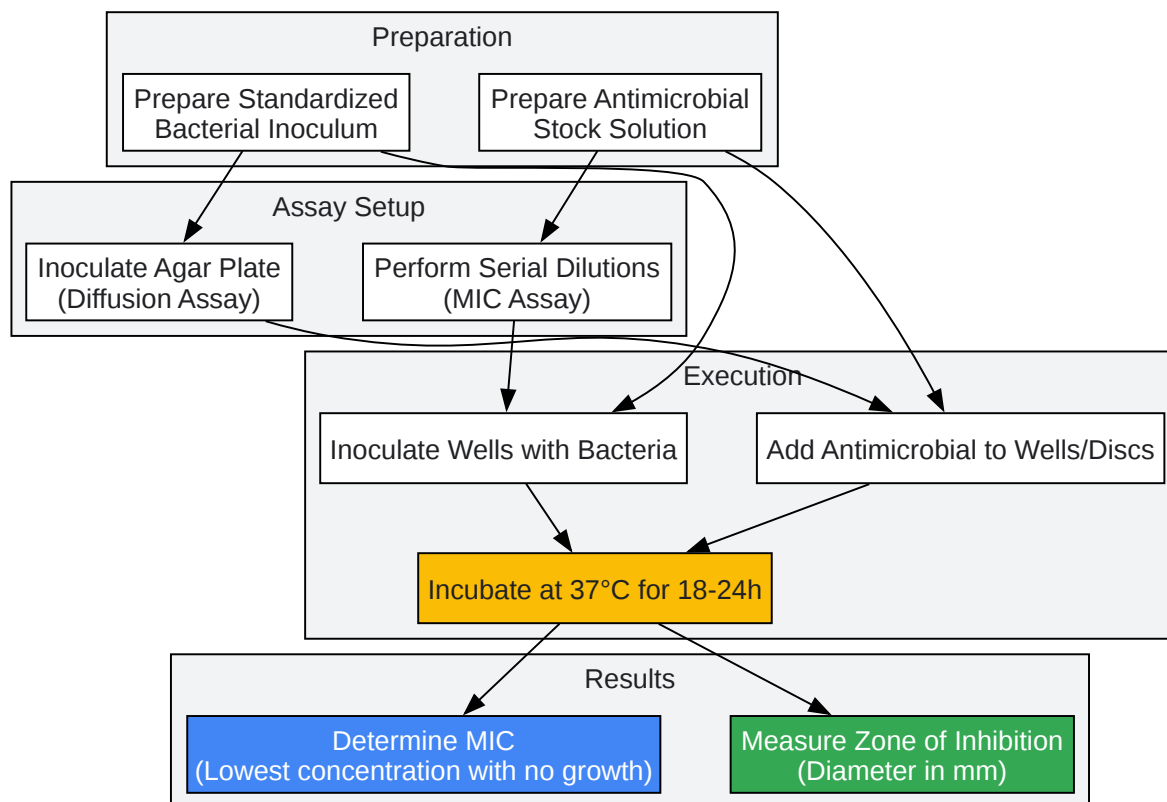 Preparation
Prepare Standardized
Bacterial Inoculum
Prepare Antimicrobial
Stock Solution
Assay Setup
Inoculate Agar Plate
(Diffusion Assay)
Perform Serial Dilutions
(MIC Assay)
Execution
Inoculate Wells with Bacteria
Add Antimicrobial to Wells/Discs
Incubate at 37°C for 18-24h
Results
Determine MIC
(Lowest concentration with no growth)
Measure Zone of Inhibition
(Diameter in mm)